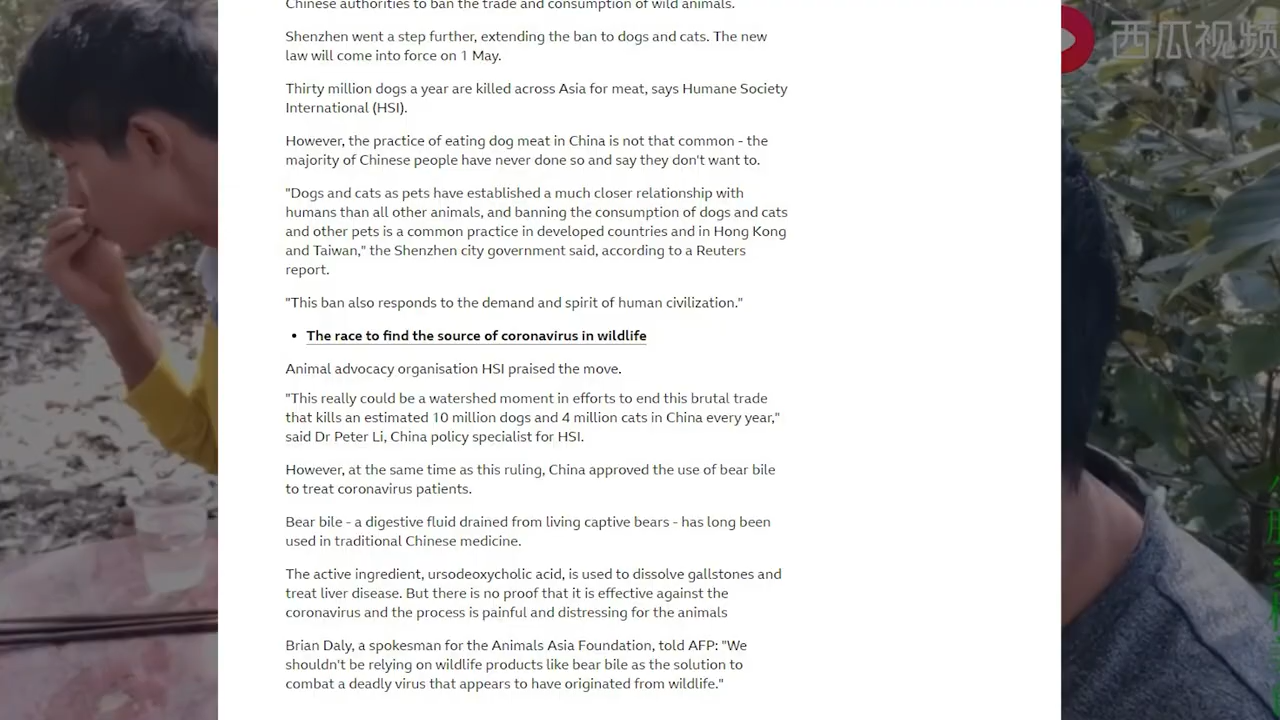 Chinese authorities to ban the trade and consumption of wild animals.
西瓜视频
Shenzhen went a step further, extending the ban to dogs and cats. The new
law will come into force on 1 May.
Thirty million dogs a year are killed across Asia for meat, says Humane Society
International (HSI).
However, the practice of eating dog meat in China is not that common - the
majority of Chinese people have never done so and say they don't want to.
"Dogs and cats as pets have established a much closer relationship with
humans than all other animals, and banning the consumption of dogs and cats
and other pets is a common practice in developed countries and in Hong Kong
and Taiwan," the Shenzhen city government said, according to a Reuters
report.
"This ban also responds to the demand and spirit of human civilization."
• The race to find the source of coronavirus in wildlife
Animal advocacy organisation HSI praised the move.
"This really could be a watershed moment in efforts to end this brutal trade
that kills an estimated 10 million dogs and 4 million cats in China every year,"
said Dr Peter Li, China policy specialist for HSI.
However, at the same time as this ruling, China approved the use of bear bile
to treat coronavirus patients.
Bear bile - a digestive fluid drained from living captive bears - has long been
used in traditional Chinese medicine.
The active ingredient, ursodeoxycholic acid, is used to dissolve gallstones and
treat liver disease. But there is no proof that it is effective against the
coronavirus and the process is painful and distressing for the animals
Brian Daly, a spokesman for the Animals Asia Foundation, told AFP: "We
shouldn't be relying on wildlife products like bear bile as the solution to
combat a deadly virus that appears to have originated from wildlife."